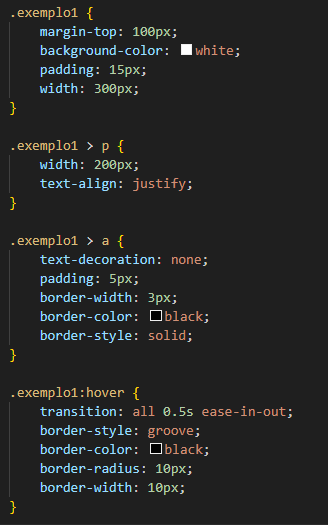 .exemplo1 {
margin-top: 100px;
background-color: white;
padding: 15px;
width: 300px;
}
.exemplo1 > p {
width: 200px;
text-align: justify;
}
.exemplo1 > a {
text-decoration: none;
padding: 5px;
border-width: 3px;
border-color: black;
border-style: solid;
}
.exemplo1:hover {
transition: all 0.5s ease-in-out;
border-style: groove;
border-color: black;
border-radius: 10px;
border-width: 10px;
}